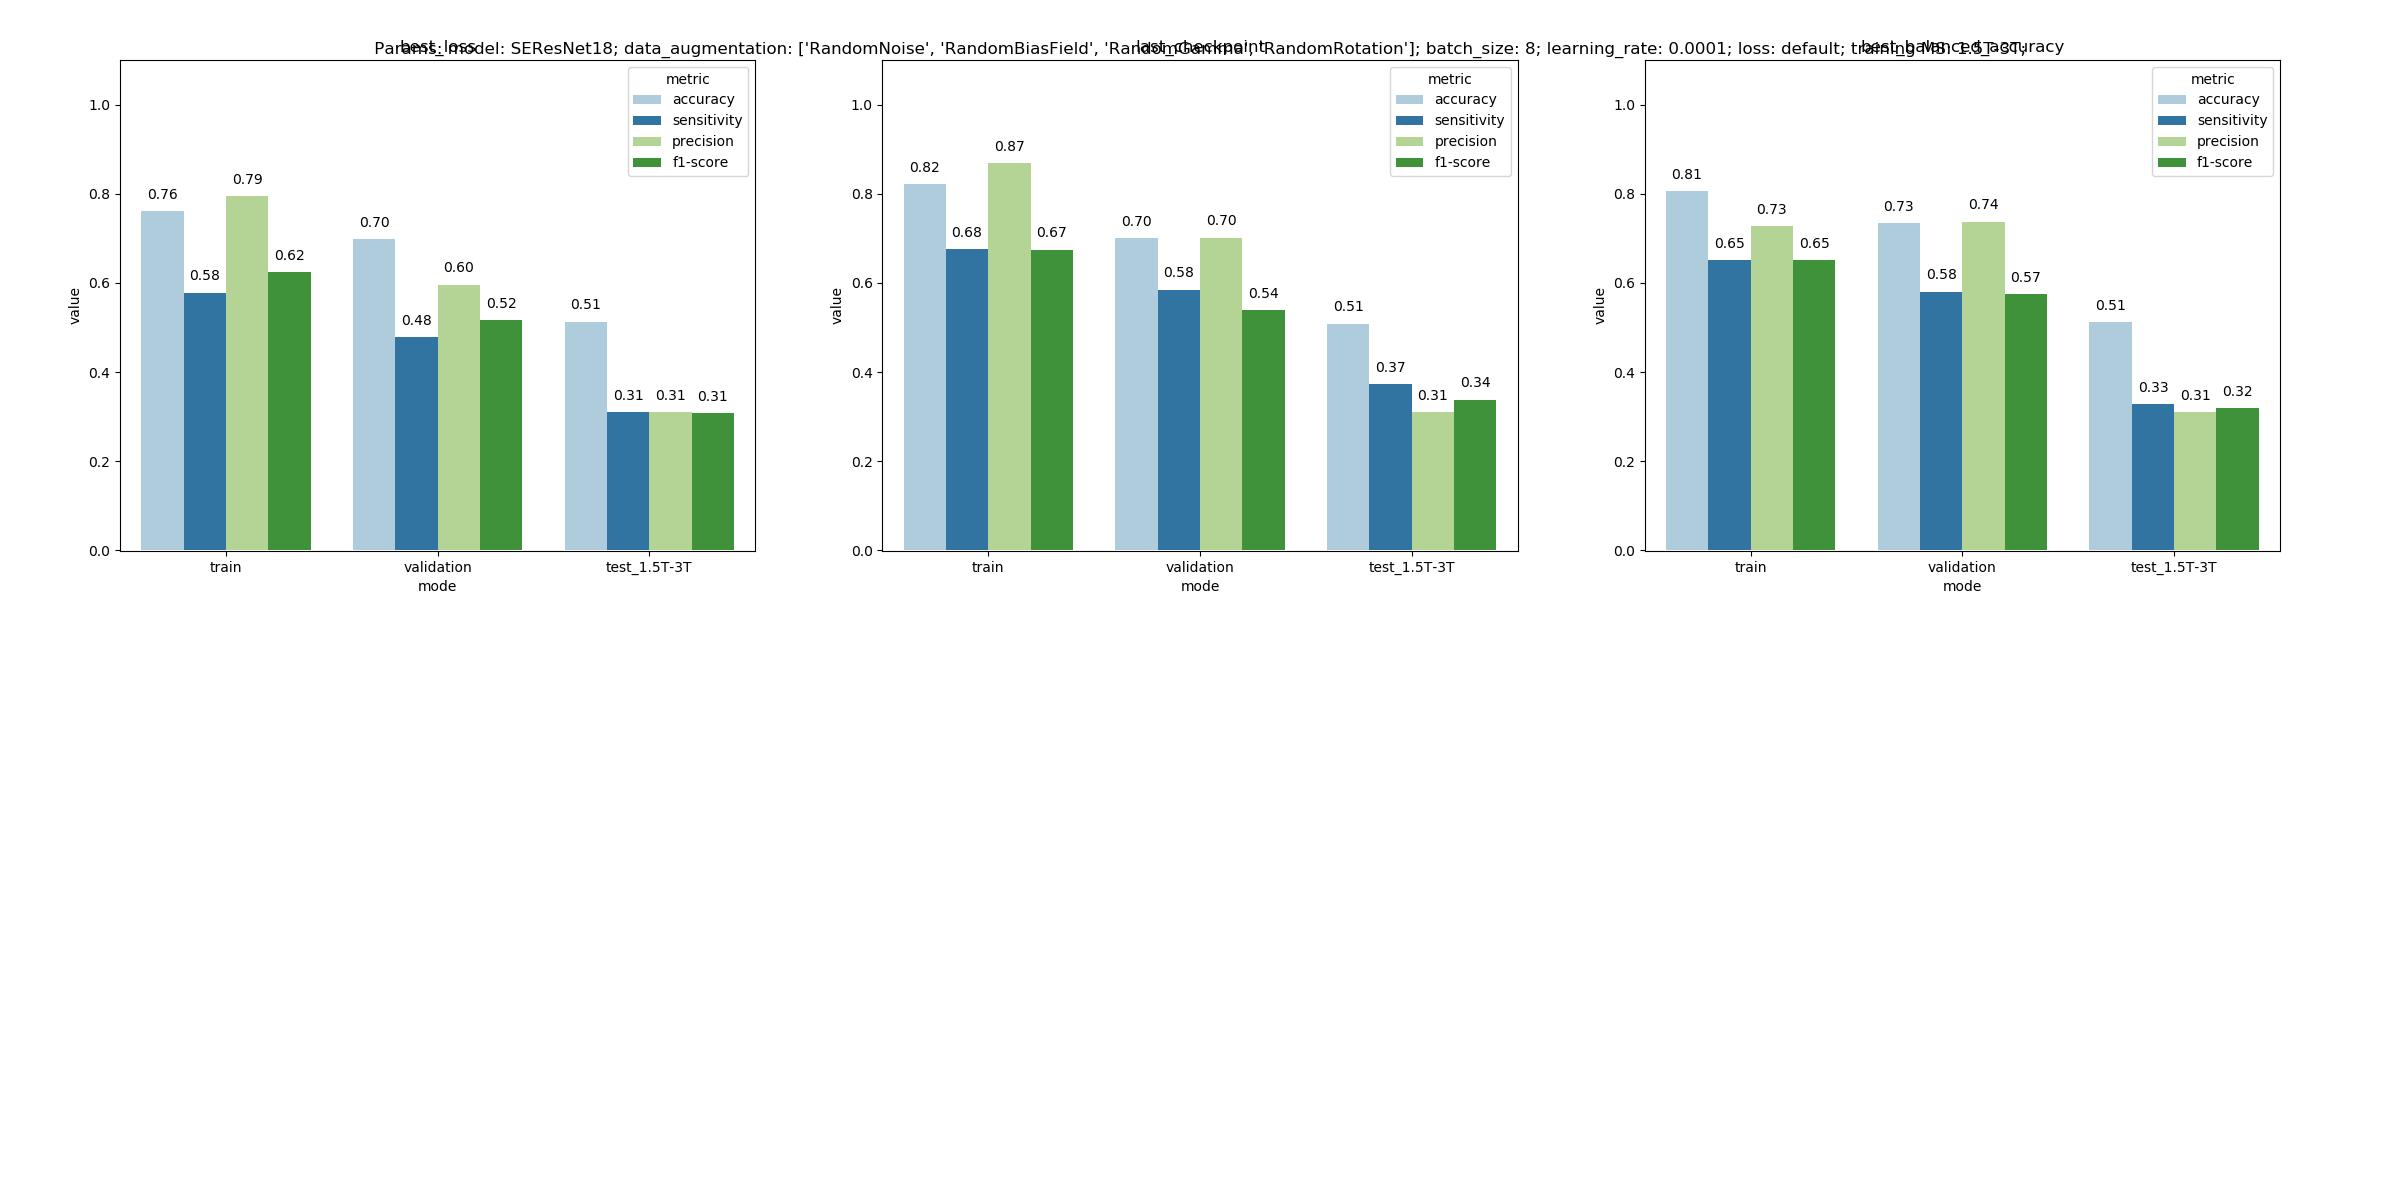 Params: model: SEResNet18; data_augmentation: ['RandomNoise', 'RandomBiasField', 'RandomGamma', 'RandomRotation']; batch_size: 8; learning_rate: 0.0001; loss: default; training MS: 1.5T-3T;
best_loss
last_checkpoint
best_balanced_accuracy
metric
accuracy
sensitivity
precision
f1-score
1.0
0.8
0.6
0.4
0.2
0.0
value
0.76
0.58
0.79
0.62
0.70
0.48
0.60
0.52
0.51
0.31
0.31
0.31
train
validation
test_1.5T-3T
mode
metric
accuracy
sensitivity
precision
f1-score
1.0
0.8
0.6
0.4
0.2
0.0
value
0.82
0.68
0.87
0.67
0.70
0.58
0.70
0.54
0.51
0.37
0.31
0.34
train
validation
test_1.5T-3T
mode
metric
accuracy
sensitivity
precision
f1-score
1.0
0.8
0.6
0.4
0.2
0.0
value
0.81
0.65
0.73
0.65
0.73
0.58
0.74
0.57
0.51
0.33
0.31
0.32
train
validation
test_1.5T-3T
mode